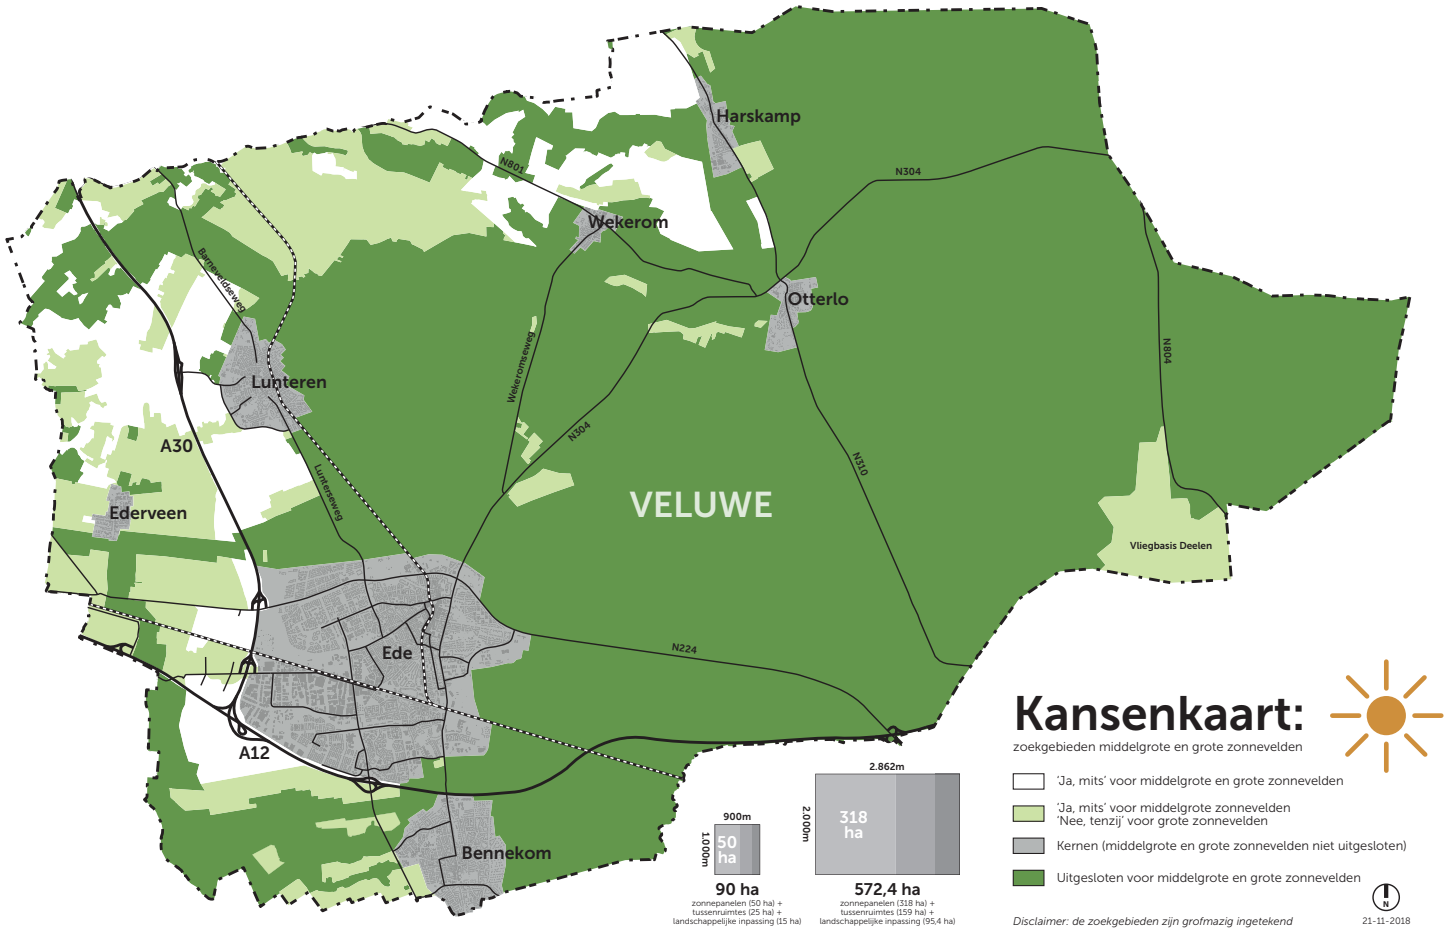 Harskamp
N801
N304
Wekerom
Barneveldseweg
Otterlo
Wekeromseweg
N804
Lunteren
N304
A30
Lunterseweg
N310
VELUWE
Ederveen
Vliegbasis Deelen
Ede
N224
A12
Bennekom
Kansenkaart:
zoekgebieden middelgrote en grote zonnevelden
'Ja, mits' voor middelgrote en grote zonnevelden
'Ja, mits' voor middelgrote zonnevelden
'Nee, tenzij' voor grote zonnevelden
Kernen (middelgrote en grote zonnevelden niet uitgesloten)
Uitgesloten voor middelgrote en grote zonnevelden
Disclaimer: de zoekgebieden zijn grofmazig ingetekend
N
21-11-2018
900m
1.000m
50
ha
90 ha
zonnepanelen (50 ha) +
tussenruimtes (25 ha) +
landschappelijke inpassing (15 ha)
2.862m
2.000m
318
ha
572,4 ha
zonnepanelen (318 ha) +
tussenruimtes (159 ha) +
landschappelijke inpassing (95,4 ha)